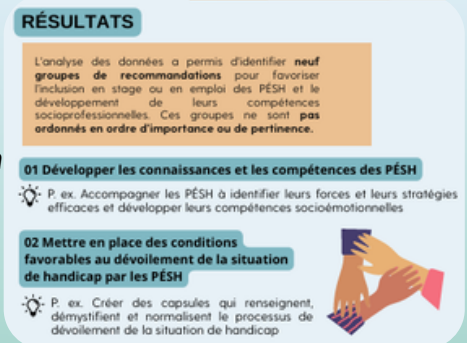 RÉSULTATS
L'analyse des données a permis d'identifier neuf
groupes de recommandations pour favoriser
l'inclusion en stage ou en emploi des PÉSH et le
développement de leurs compétences
socioprofessionnelles. Ces groupes ne sont pas
ordonnés en ordre d'importance ou de pertinence.
01 Développer les connaissances et les compétences des PÉSH
P. ex. Accompagner les PÉSH à identifier leurs forces et leurs stratégies
efficaces et développer leurs compétences socioémotionnelles
02 Mettre en place des conditions
favorables au dévoilement de la situation
de handicap par les PÉSH
P. ex. Créer des capsules qui renseignent,
démystifient et normalisent le processus de
dévoilement de la situation de handicap